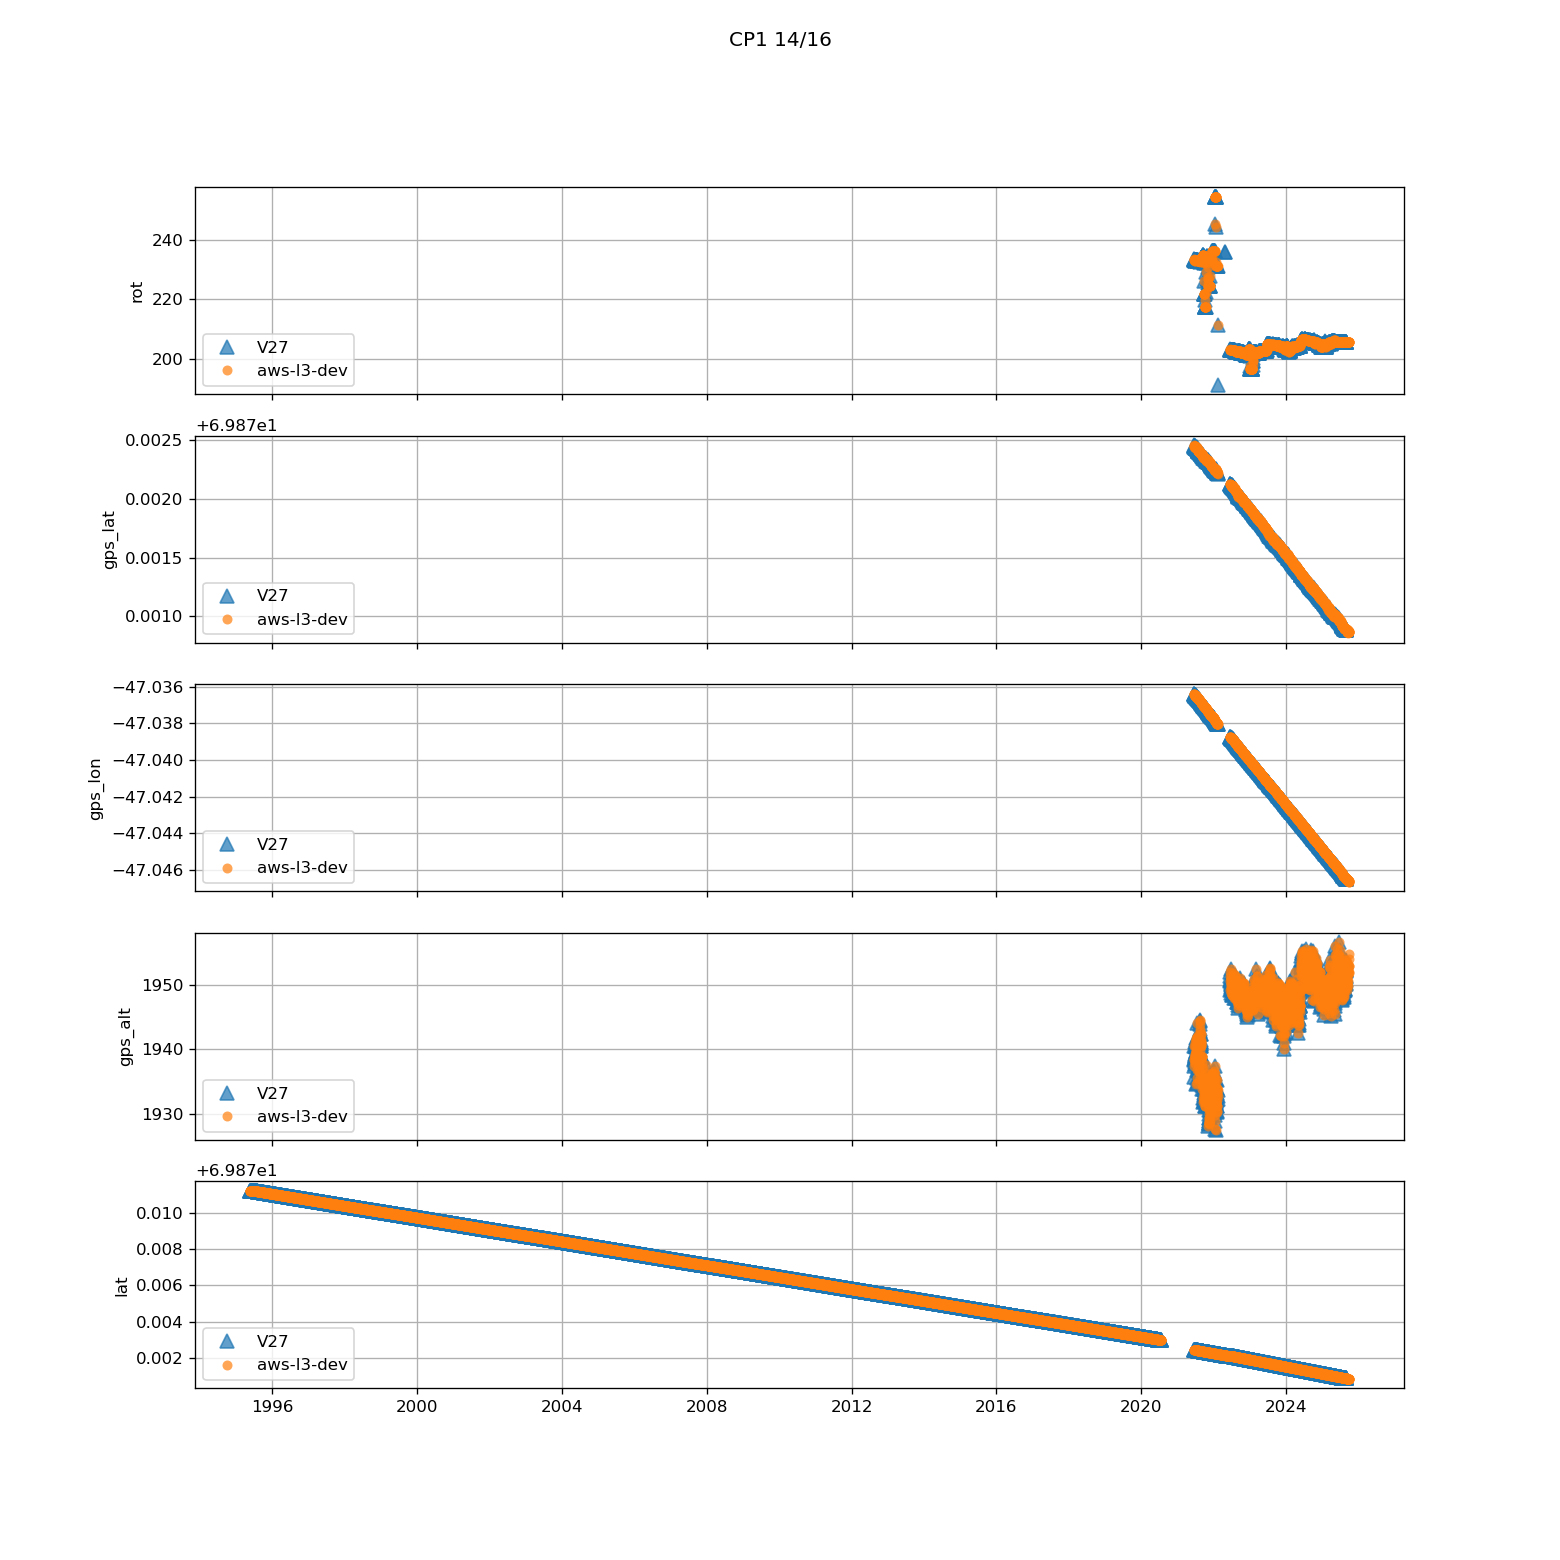 CP1 14/16
240
220
200
rot
V27
aws-l3-dev
+6.987e1
0.0025
0.0020
0.0015
0.0010
gps_lat
V27
aws-l3-dev
−47.036
−47.038
−47.040
−47.042
−47.044
−47.046
gps_lon
V27
aws-l3-dev
1950
1940
1930
gps_alt
V27
aws-l3-dev
+6.987e1
0.010
0.008
0.006
0.004
0.002
lat
V27
aws-l3-dev
1996 2000 2004 2008 2012 2016 2020 2024